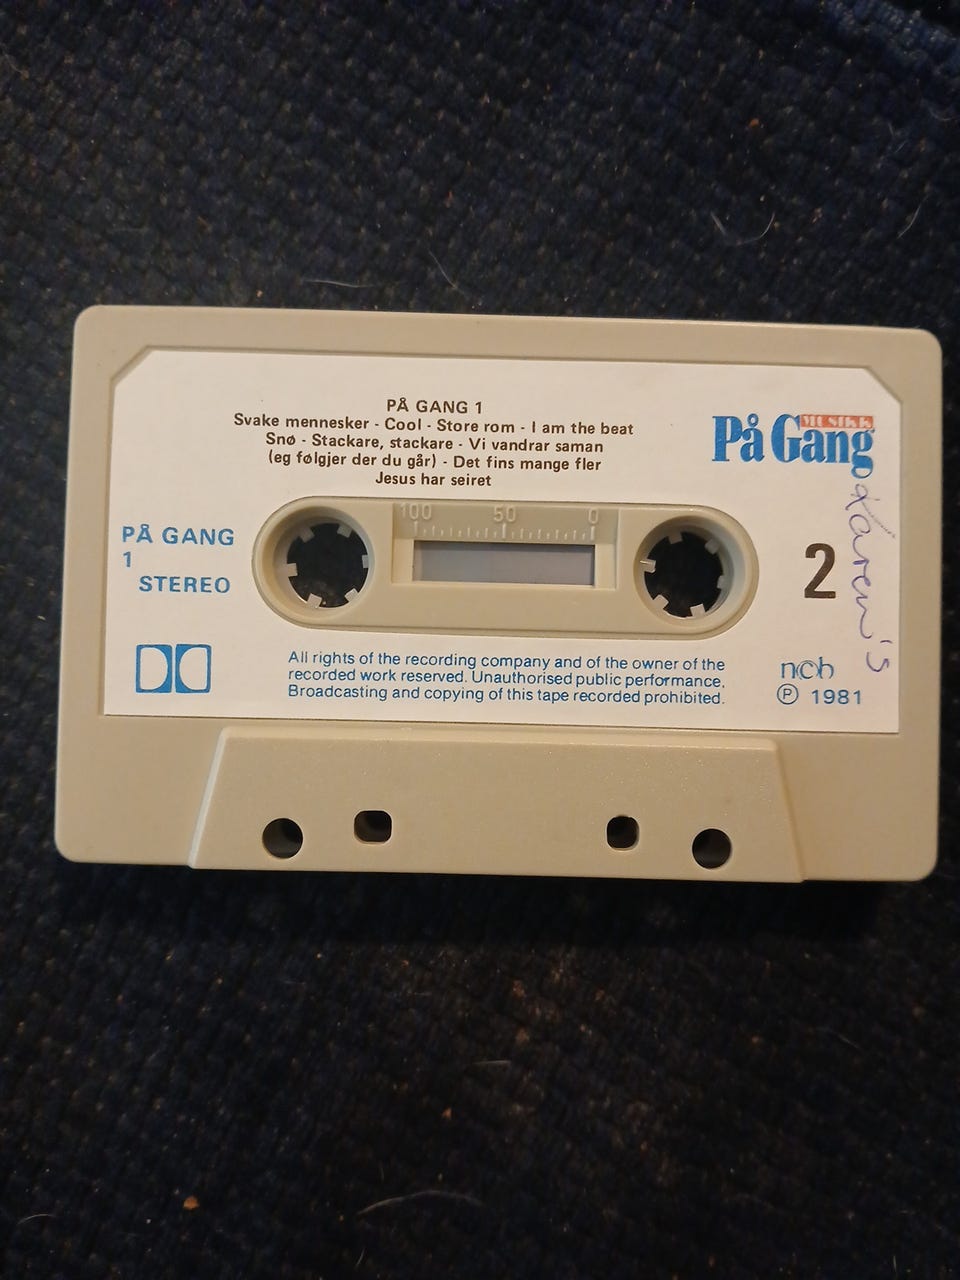 PÅ GANG 1
Svake mennesker - Cool - Store rom - I am the beat
Snø - Stackare, stackare - Vi vandrar saman
(eg følgjer der du går) - Det fins mange fler
Jesus har seiret
MUSIKK
På Gang
100 50 0
PÅ GANG
1
STEREO
2
Karen's
All rights of the recording company and of the owner of the
recorded work reserved. Unauthorised public performance,
Broadcasting and copying of this tape recorded prohibited.
ncb
Ⓟ 1981